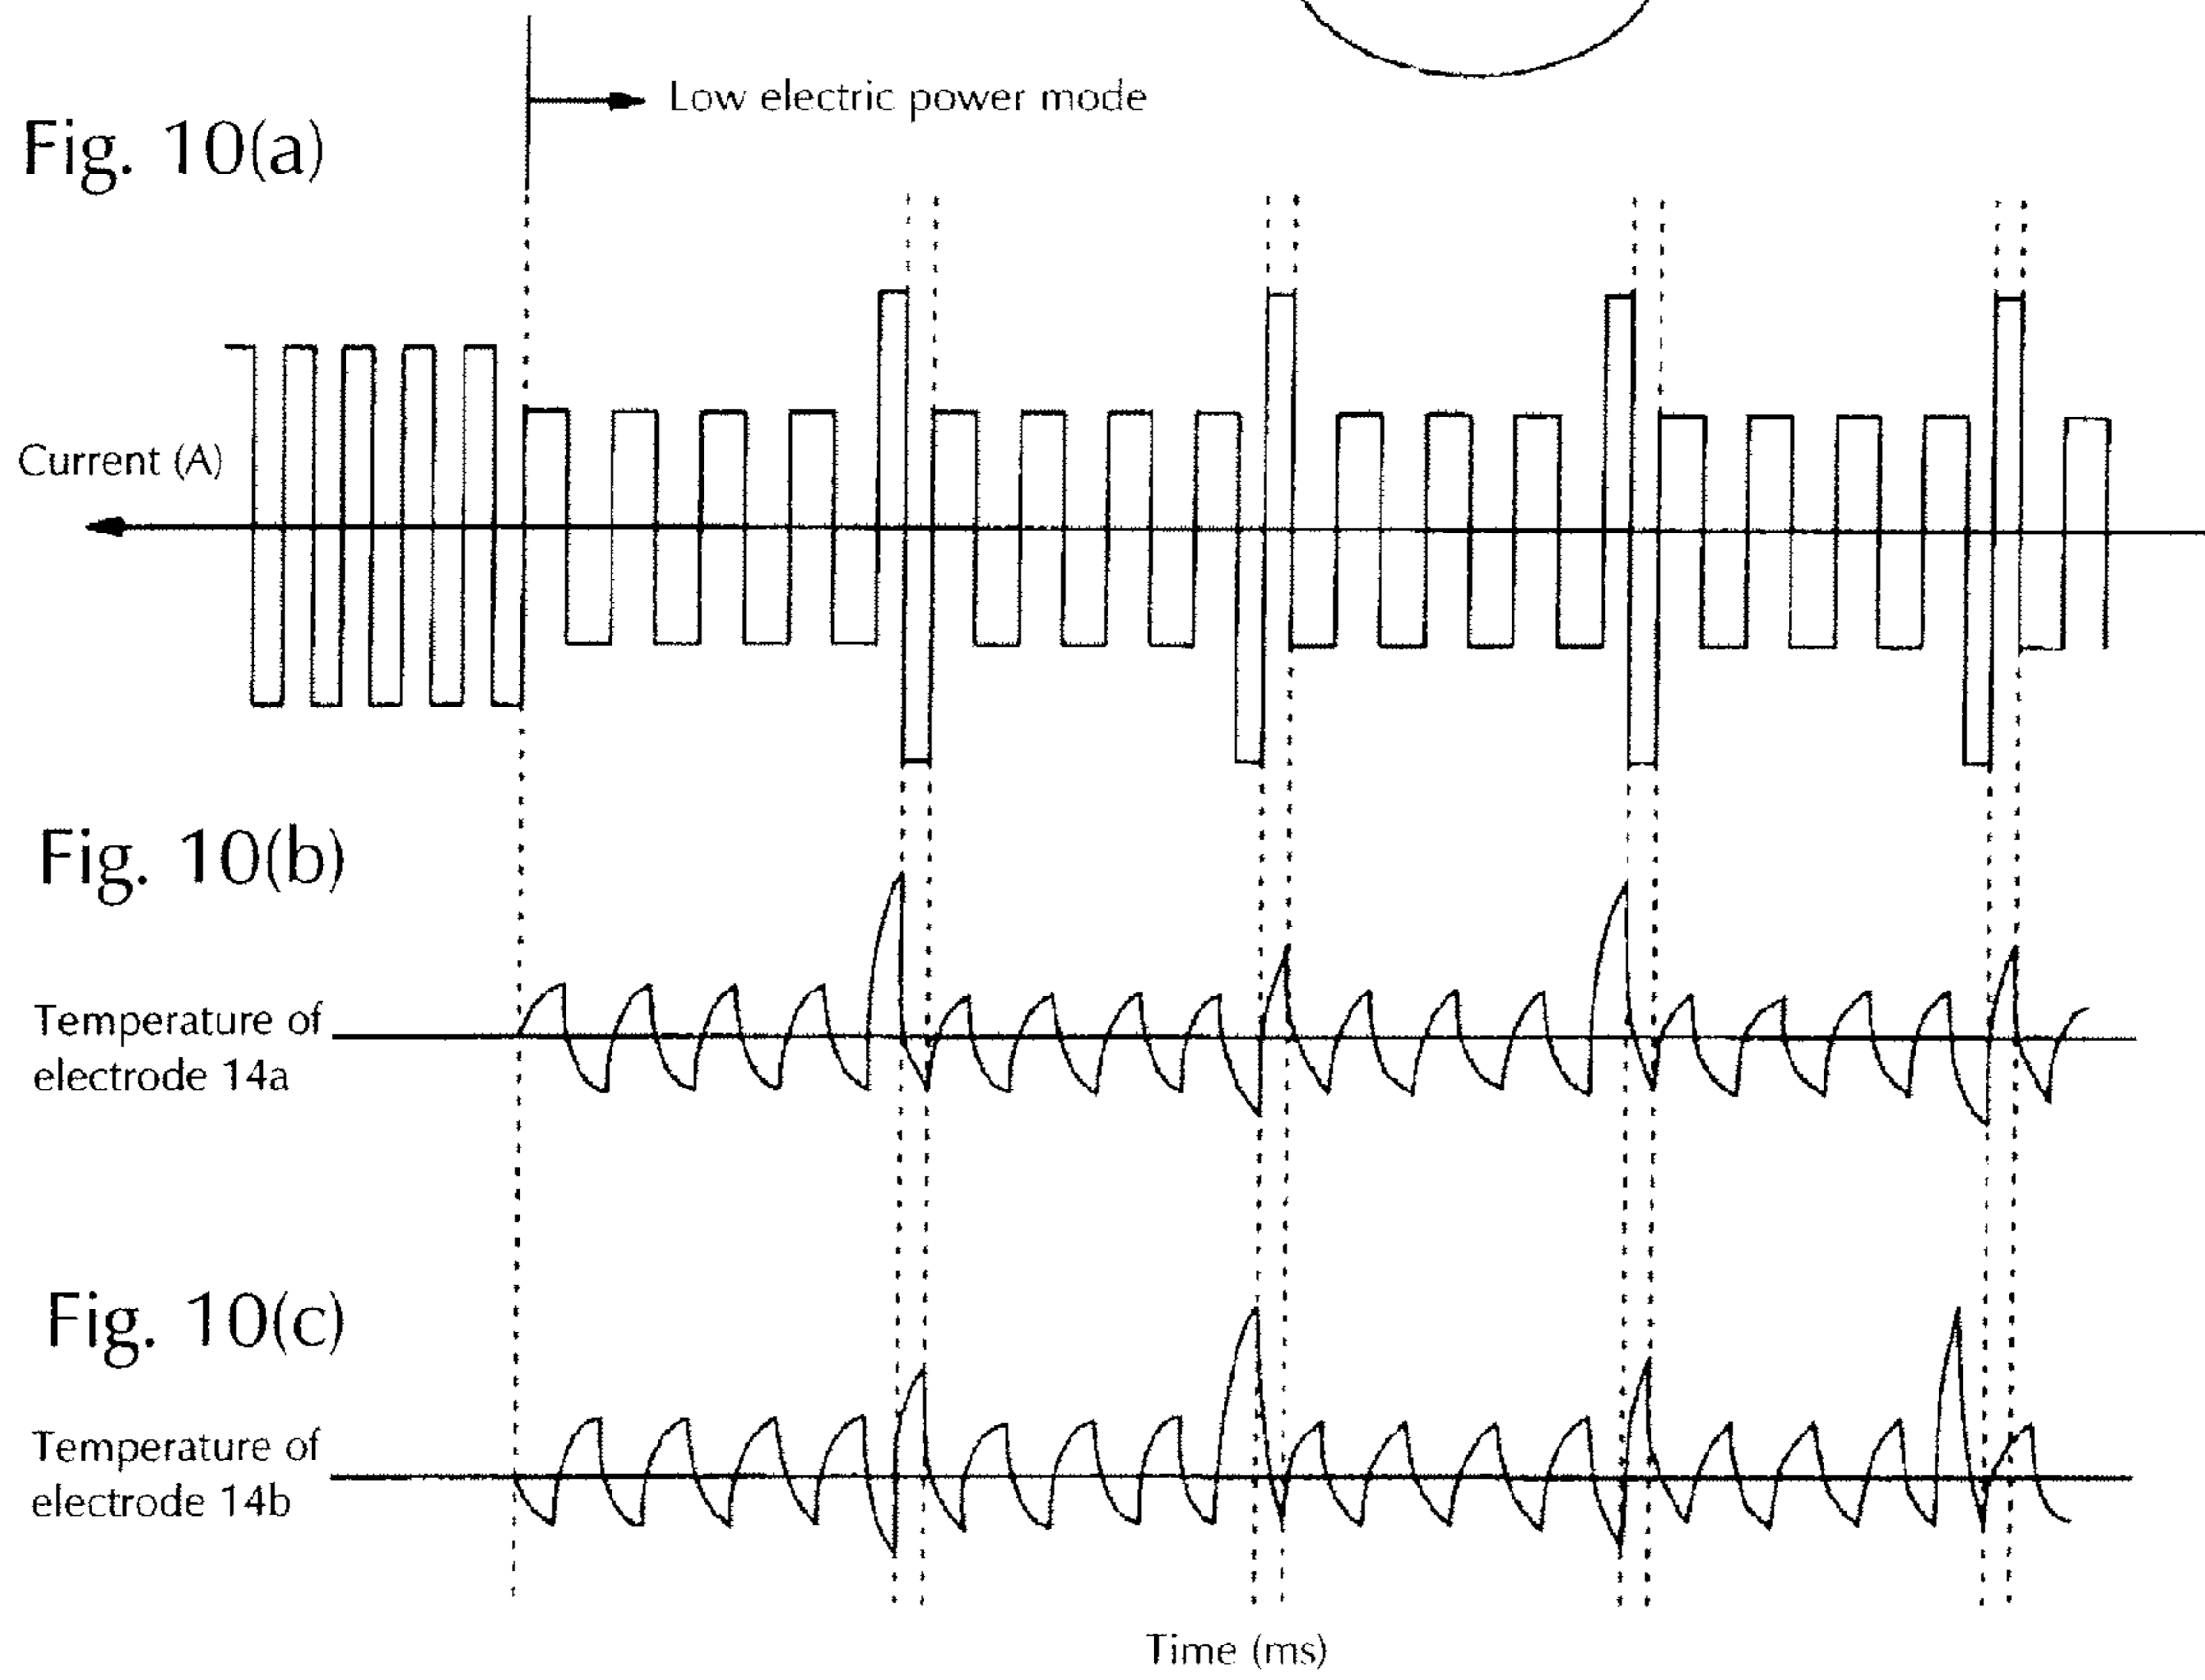 Low electric power mode
Fig. 10(a)
Current (A)
Fig. 10(b)
Temperature of
electrode 14a
Fig. 10(c)
Temperature of
electrode 14b
Time (ms)